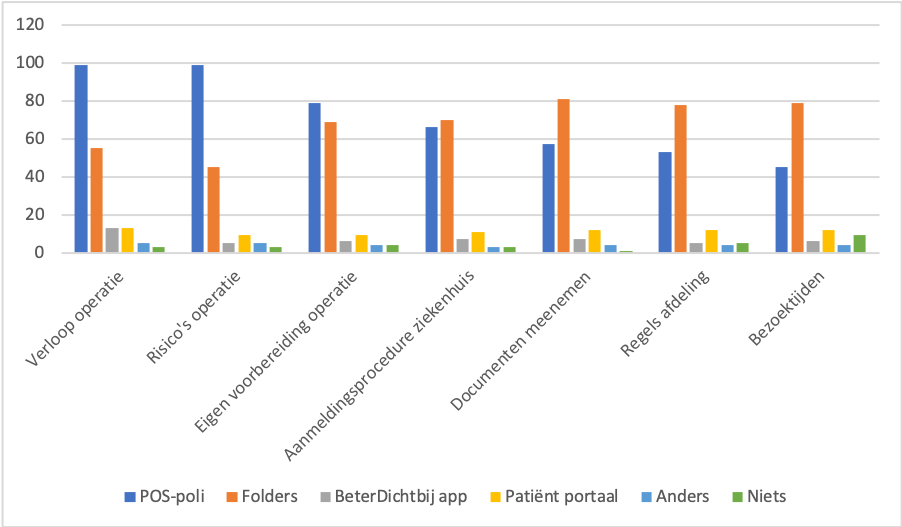 120
100
80
60
40
20
0
Verloop operatie
Risico's operatie
Eigen voorbereiding operatie
Aanmeldingsprocedure ziekenhuis
Documenten meenemen
Regels afdeling
Bezoektijden
POS-poli Folders BeterDichtbij app Patiënt portaal Anders Niets